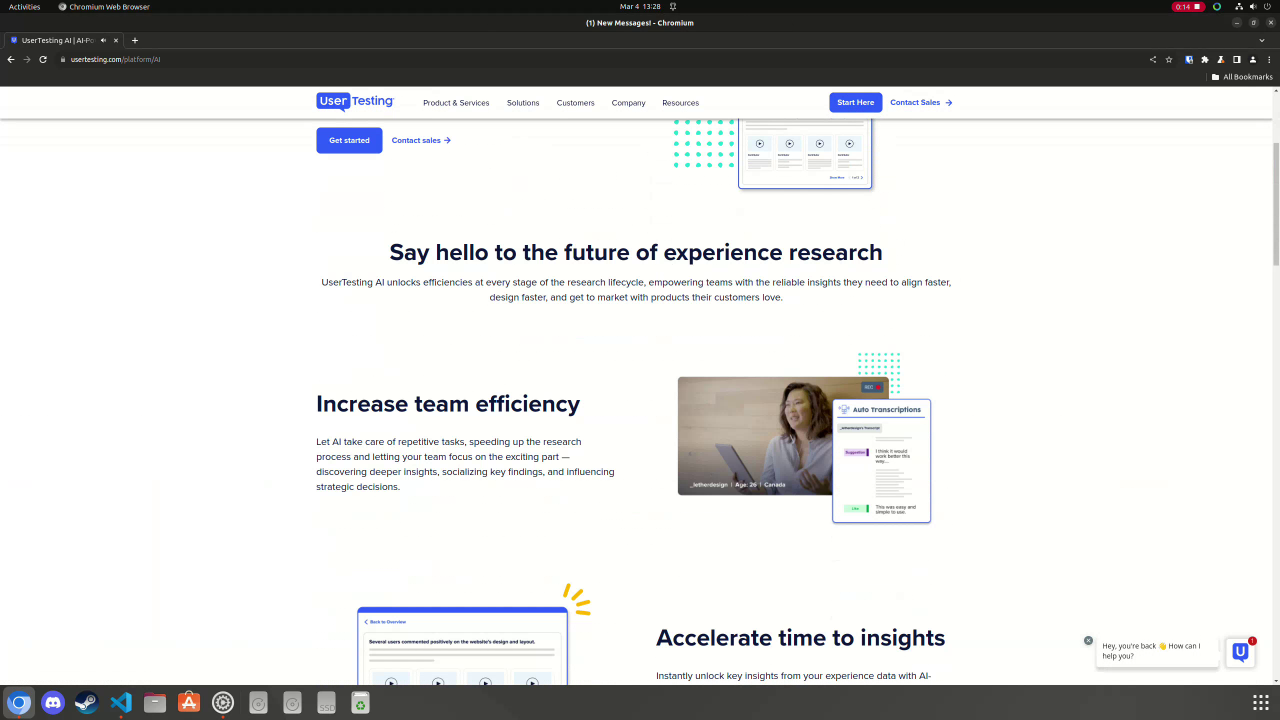 Activities
Chromium Web Browser
Mar 4 13:28
0:14
(1) New Messages! - Chromium
UserTesting AI | AI-Po
usertesting.com/platform/AI
All Bookmarks
UserTesting
Product & Services
Solutions
Customers
Company
Resources
Start Here
Contact Sales
Get started
Contact sales
Show More
1 of 3
Say hello to the future of experience research
UserTesting AI unlocks efficiencies at every stage of the research lifecycle, empowering teams with the reliable insights they need to align faster,
design faster, and get to market with products their customers love.
Increase team efficiency
Let AI take care of repetitive tasks, speeding up the research
process and letting your team focus on the exciting part —
discovering deeper insights, socializing key findings, and influencing
strategic decisions.
REC
_letherdesign | Age: 26 | Canada
Auto Transcriptions
_letherdesign's Transcript
Suggestion
I think it would
work better this
way...
Like
This was easy and
simple to use.
Back to Overview
Several users commented positively on the website's design and layout.
Accelerate time to insights
Instantly unlock key insights from your experience data with AI-
Hey, you're back 👋 How can I
help you?
1
SSD